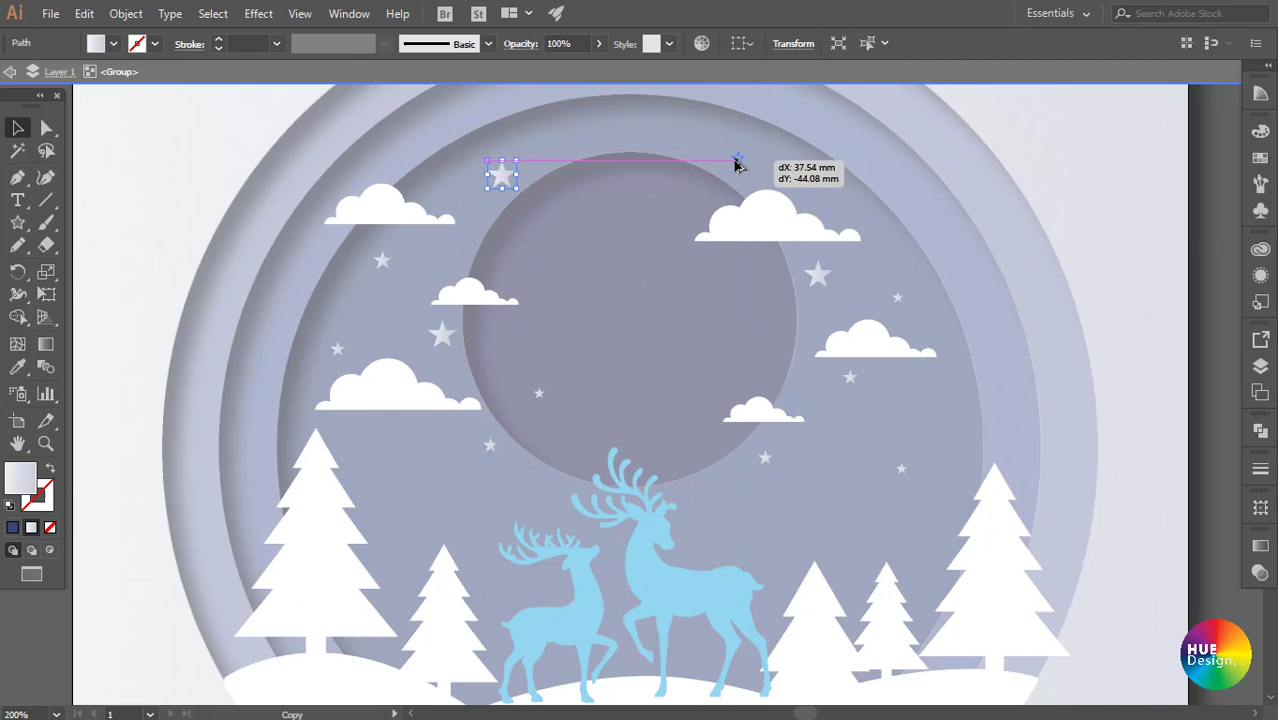 Ai File Edit Object Type Select Effect View Window Help Br St Essentials Search Adobe Stock
Path Stroke: Basic Opacity: 100% Style: Transform
Layer 1 <Group>
dX: 37.54 mm
dY: -44.08 mm
HUE
Design.
200% 1 Copy